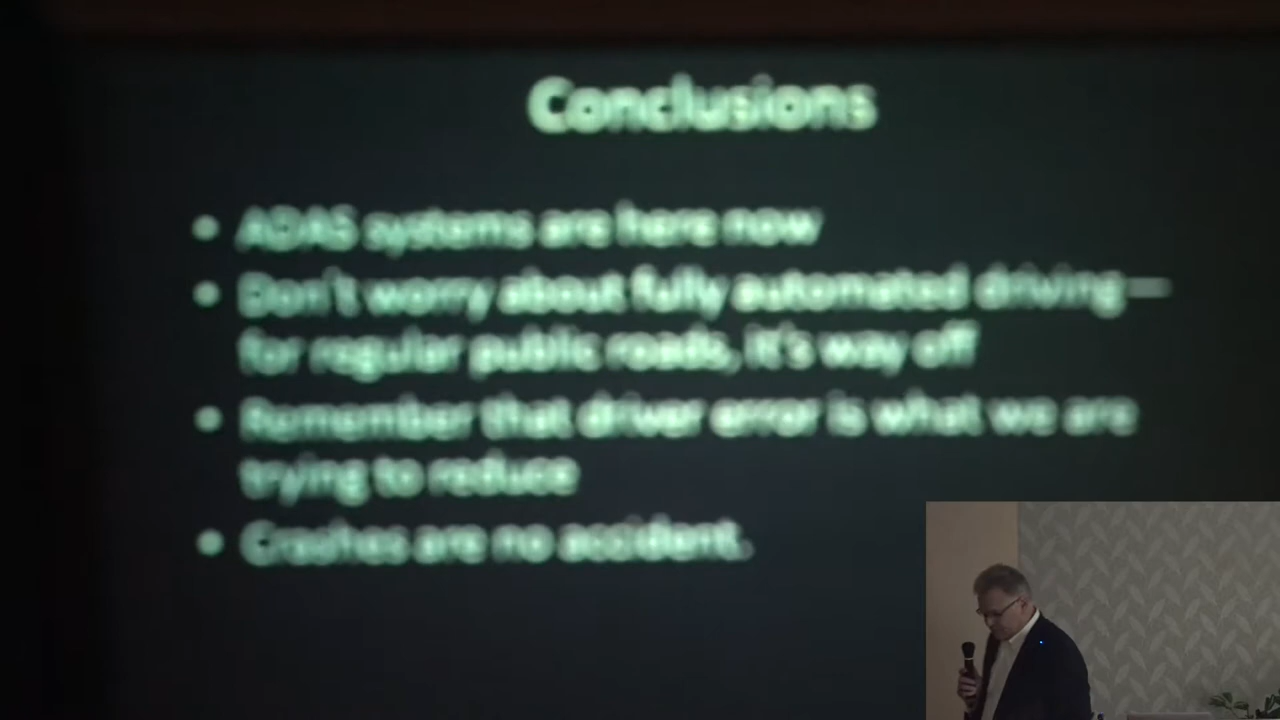 Conclusions
• ADAS systems are here now
• Don't worry about fully automated driving—
for regular public roads, it's way off
• Remember that driver error is what we are
trying to reduce
• Crashes are no accident.